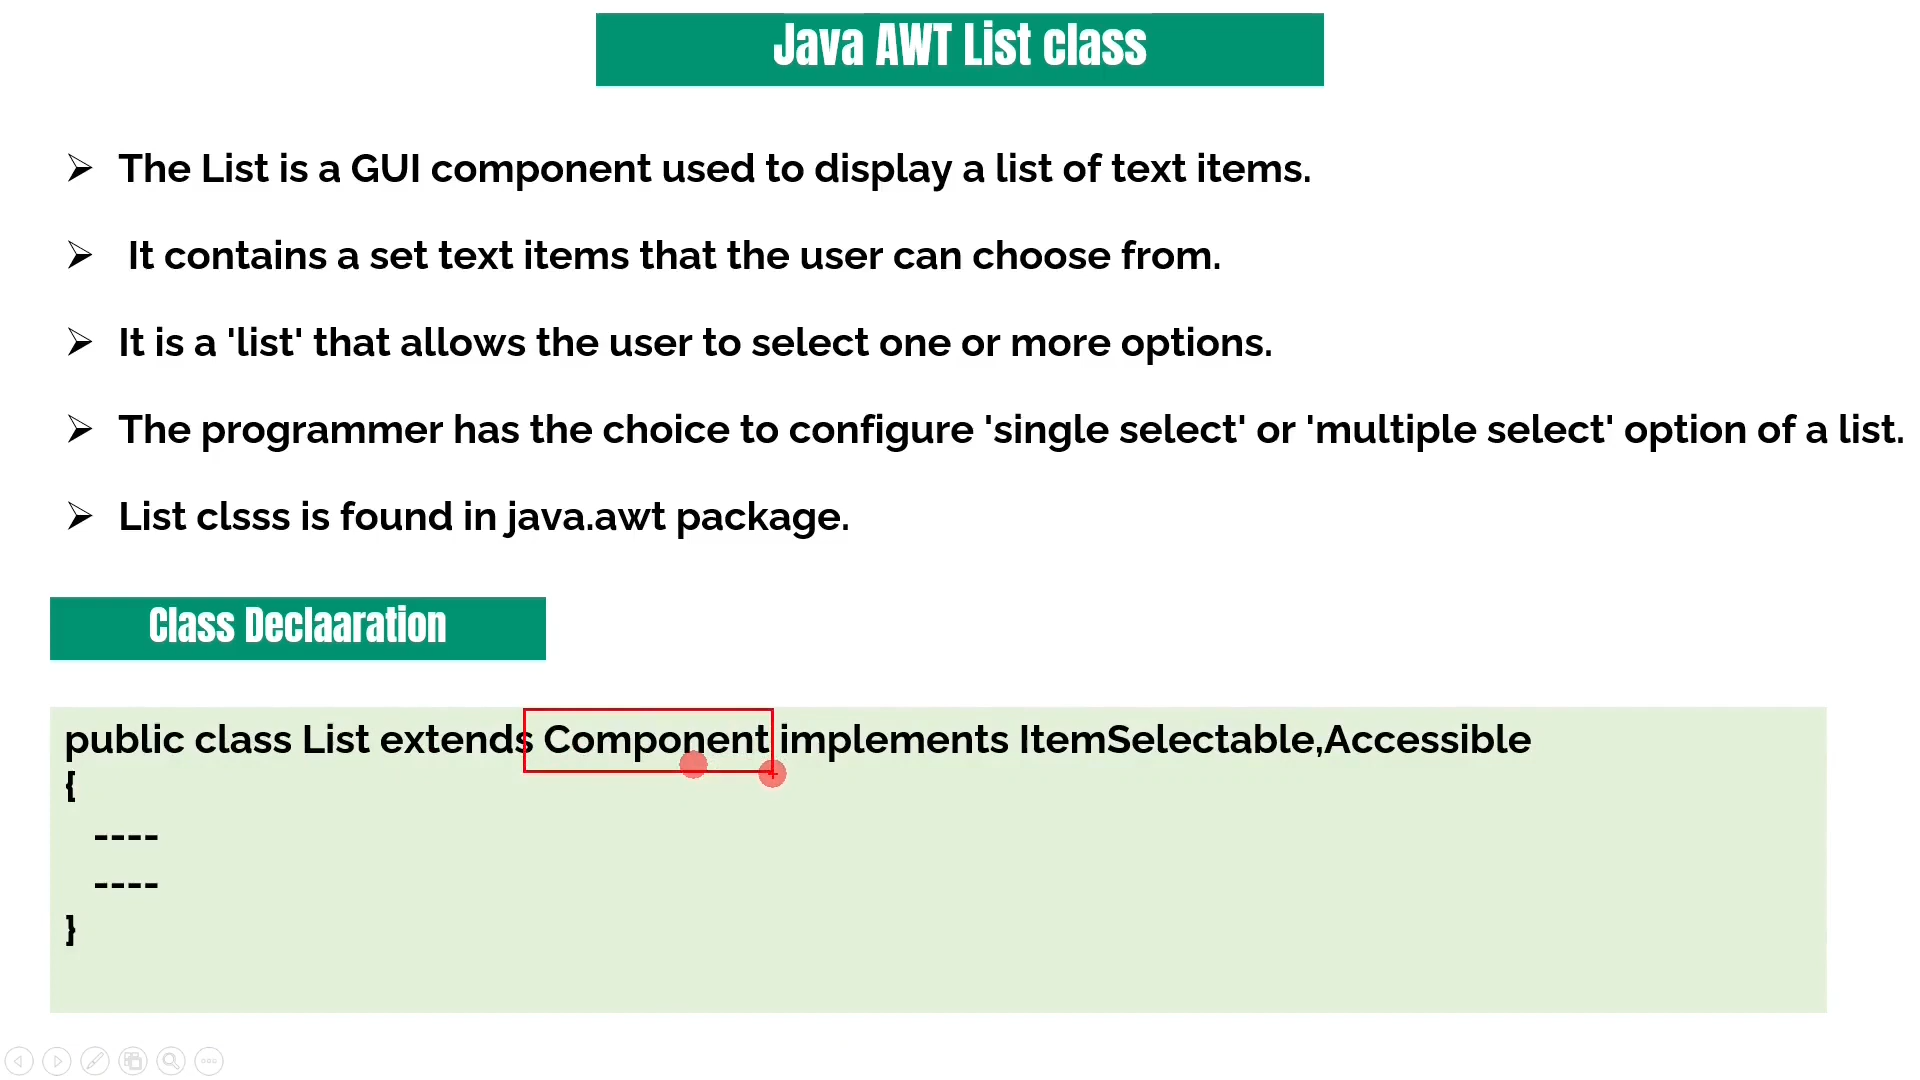 Java AWT List class
The List is a GUI component used to display a list of text items.
It contains a set text items that the user can choose from.
It is a 'list' that allows the user to select one or more options.
The programmer has the choice to configure 'single select' or 'multiple select' option of a list.
List clsss is found in java.awt package.
Class Declaaration
public class List extends Component implements ItemSelectable,Accessible
{
----
----
}